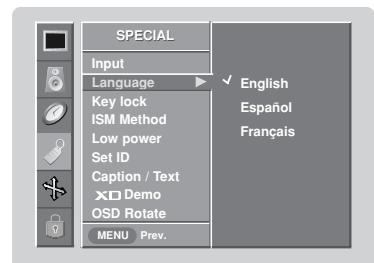 SPECIAL
Input
Language ▶
Key lock
ISM Method
Low power
Set ID
Caption / Text
XD Demo
OSD Rotate
MENU Prev.
✓ English
Español
Français